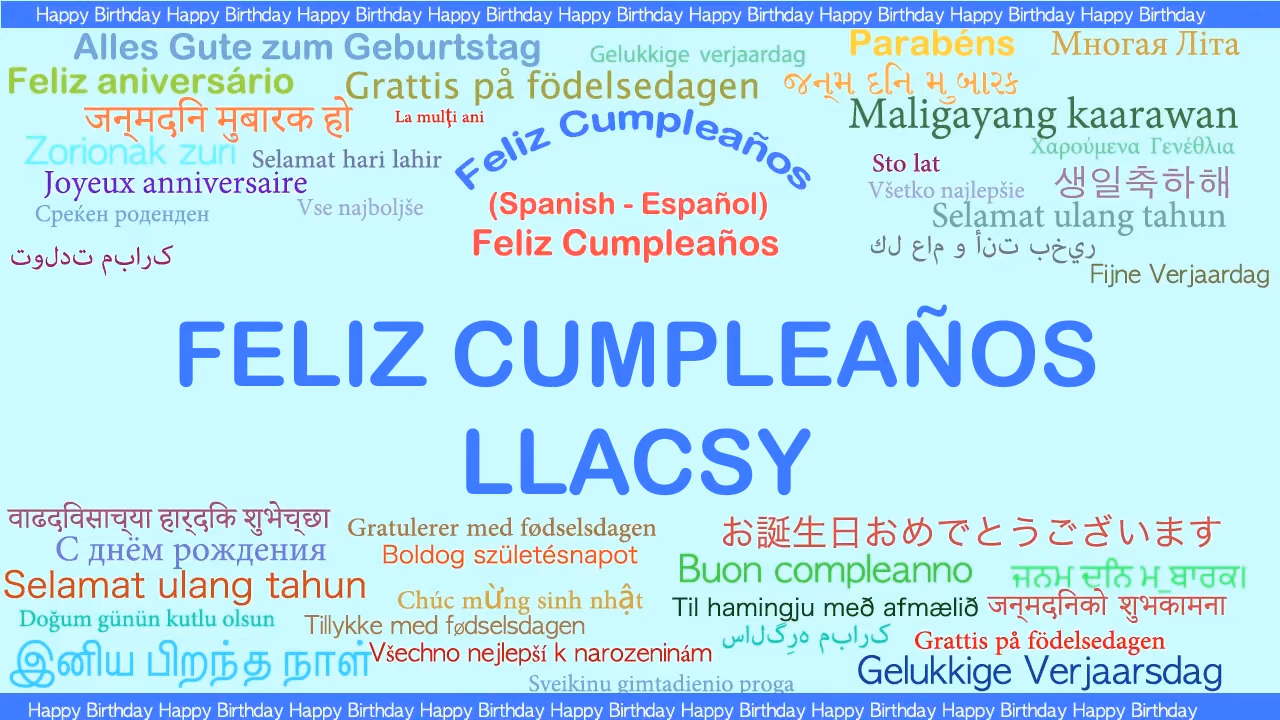 Happy Birthday Happy Birthday Happy Birthday Happy Birthday Happy Birthday Happy Birthday Happy Birthday Happy Birthday Happy Birthday
Alles Gute zum Geburtstag
Gelukkige verjaardag
Parabéns
Многая Літа
Feliz aniversário
Grattis på födelsedagen
જન્મ દિન મુબારક
जन्मदिन मुबारक हो
La mulţi ani
Feliz Cumpleaños
Maligayang kaarawan
Zorionak zuri
Selamat hari lahir
Sto lat
Χαρούμενα Γενέθλια
Joyeux anniversaire
(Spanish - Español)
Všetko najlepšie
생일축하해
Среќен роденден
Vse najboljše
Feliz Cumpleaños
Selamat ulang tahun
تولدت مبارک
كل عام و أنت بخير
Fijne Verjaardag
FELIZ CUMPLEAÑOS
LLACSY
वाढदिवसाच्या हार्दिक शुभेच्छा
Gratulerer med fødselsdagen
お誕生日おめでとうございます
С днём рождения
Boldog születésnapot
Buon compleanno
ਜਨਮ ਦਿਨ ਮੁਬਾਰਕ।
Selamat ulang tahun
Chúc mừng sinh nhật
Til hamingju með afmælið
जन्मदिनको शुभकामना
Doğum günün kutlu olsun
Tillykke med fødselsdagen
سالگرہ مبارک
Grattis på födelsedagen
இனிய பிறந்த நாள்
Všechno nejlepší k narozeninám
Gelukkige Verjaarsdag
Sveikinu gimtadienio proga
Happy Birthday Happy Birthday Happy Birthday Happy Birthday Happy Birthday Happy Birthday Happy Birthday Happy Birthday Happy Birthday